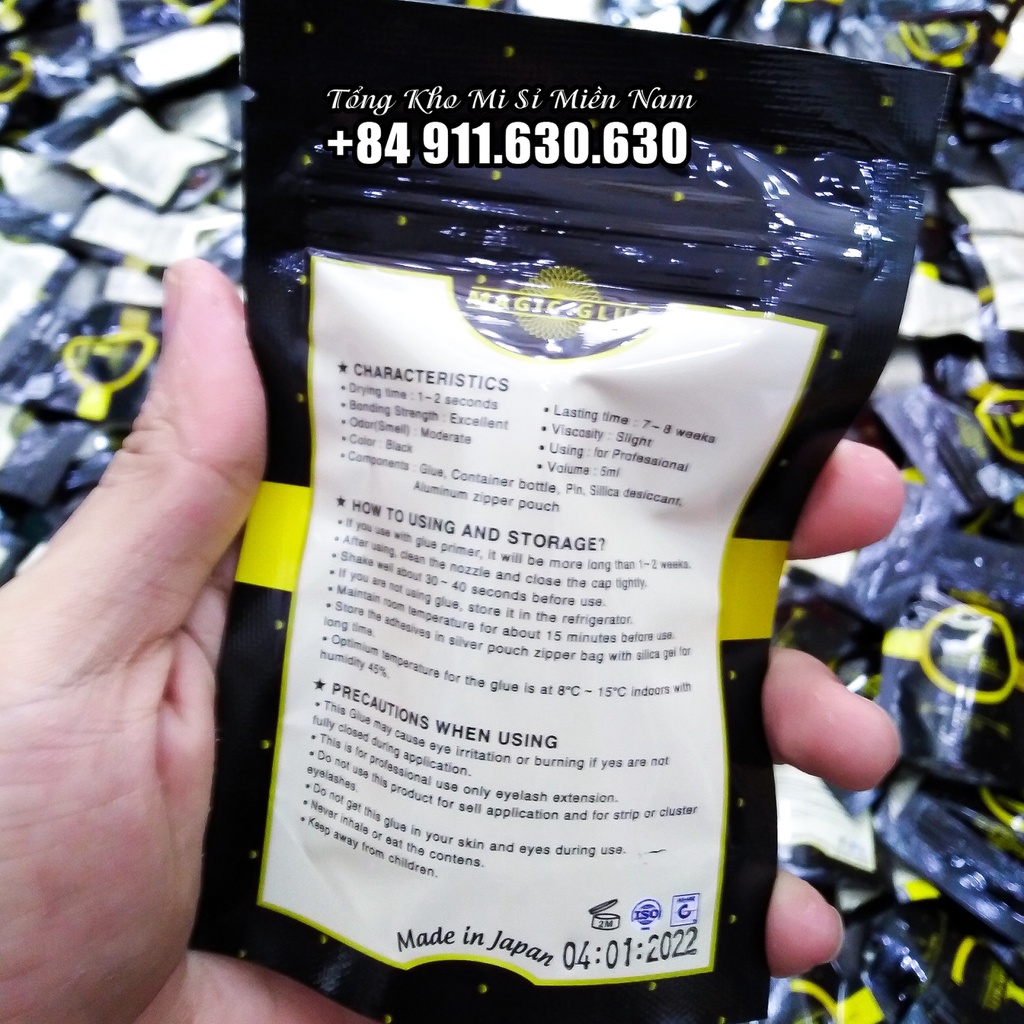 Tổng Kho Mi Sỉ Miền Nam
+84 911.630.630
MAGIC GLUE
★ CHARACTERISTICS
• Drying time : 1~2 seconds
• Bonding Strength : Excellent
• Odor(Smell) : Moderate
• Color : Black
• Lasting time : 7~8 weeks
• Viscosity : Slight
• Using : for Professional
• Volume : 5ml
• Components : Glue, Container bottle, Pin, Sillica desiccant,
Aluminum zipper pouch
★ HOW TO USING AND STORAGE?
• If you use with glue primer, it will be more long than 1~2 weeks.
• After using, clean the nozzle and close the cap tightly.
• Shake well about 30 ~ 40 seconds before use.
• If you are not using glue, store it in the refrigerator.
• Maintain room temperature for about 15 minutes before use.
• Store the adhesives in silver pouch zipper bag with silica gel for
long time.
• Optimium temperature for the glue is at 8°C ~ 15°C indoors with
humidity 45%.
★ PRECAUTIONS WHEN USING
• This Glue may cause eye irritation or burning if yes are not
fully closed during application.
• This is for professional use only eyelash extension.
• Do not use this product for sell application and for strip or cluster
eyelashes.
• Do not get this glue in your skin and eyes during use.
• Never inhale or eat the contens.
• Keep away from children.
2M
ISO
G
Made in Japan 04:01:2022